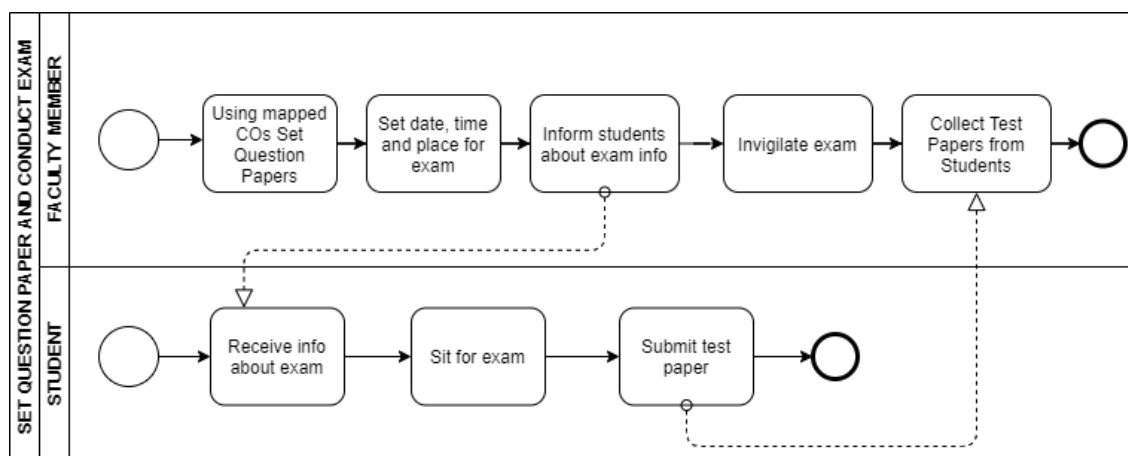 SET QUESTION PAPER AND CONDUCT EXAM
FACULTY MEMBER
Using mapped
COs Set
Question
Papers
Set date, time
and place for
exam
Inform students
about exam info
Invigilate exam
Collect Test
Papers from
Students
STUDENT
Receive info
about exam
Sit for exam
Submit test
paper